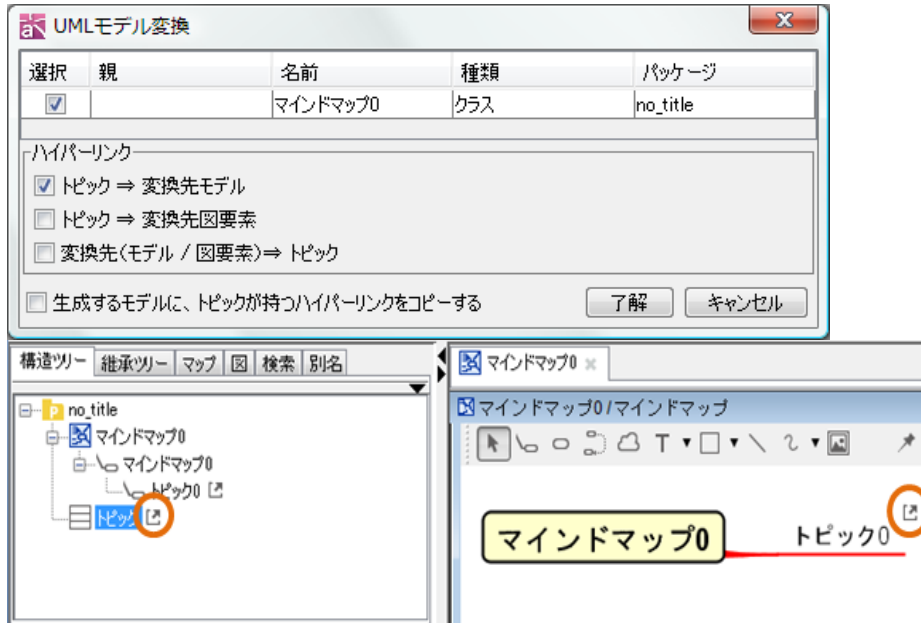 UMLモデル変換
選択 親 名前 種類 パッケージ
マインドマップ0 クラス no_title
ハイパーリンク
トピック ⇒ 変換先モデル
トピック ⇒ 変換先図要素
変換先(モデル / 図要素)⇒ トピック
生成するモデルに、トピックが持つハイパーリンクをコピーする 了解 キャンセル
構造ツリー 継承ツリー マップ 図 検索 別名
no_title
マインドマップ0
マインドマップ0
トピック0
トピック
マインドマップ0
マインドマップ0/マインドマップ
T
マインドマップ0 トピック0